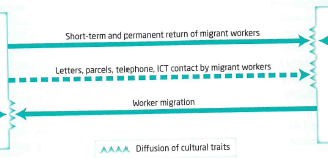 Short-term and permanent return of migrant workers
Letters, parcels, telephone, ICT contact by migrant workers
Worker migration
Diffusion of cultural traits